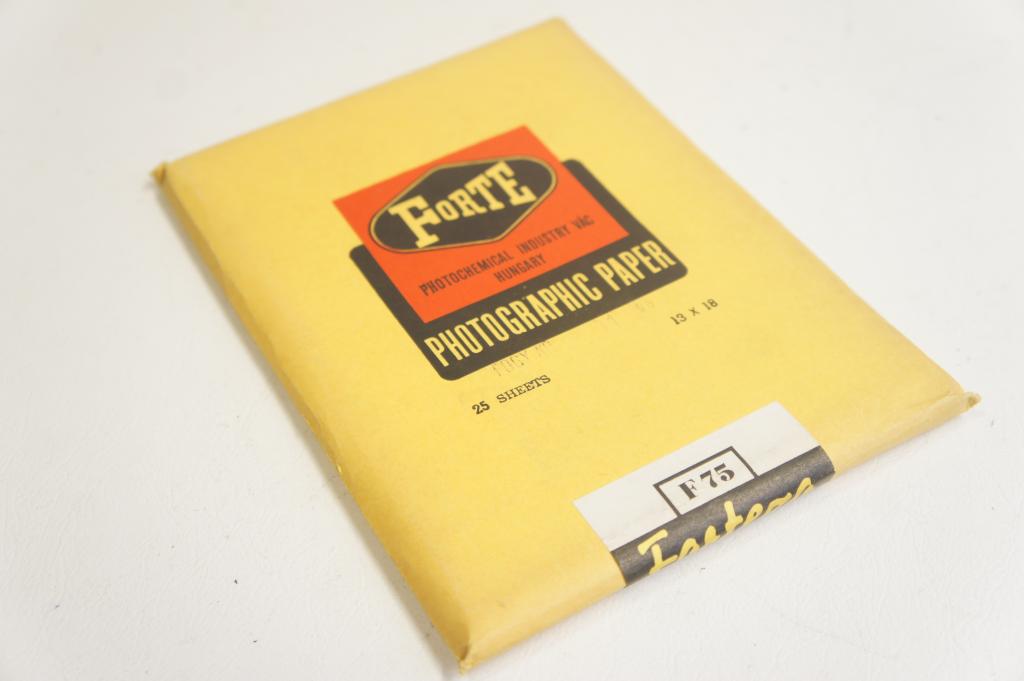 FORTE
PHOTOCHEMICAL INDUSTRY VÁC
HUNGARY
PHOTOGRAPHIC PAPER
25 SHEETS
13 X 18
F 75